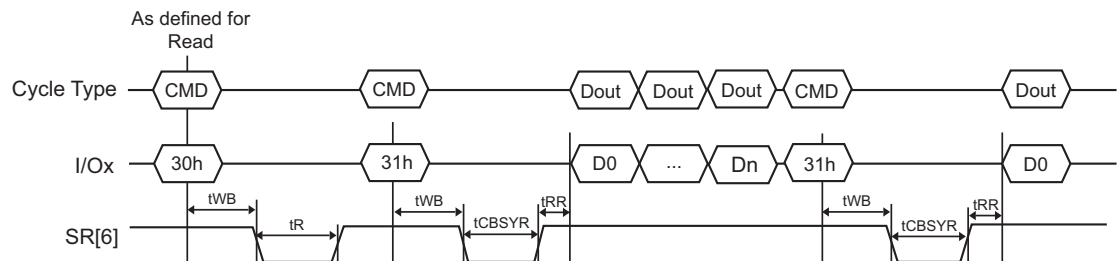 As defined for
Read
Cycle Type CMD CMD Dout Dout Dout CMD Dout
I/Ox 30h 31h D0 ... Dn 31h D0
tWB tR tWB tCBSYR tRR tWB tCBSYR tRR
SR[6]